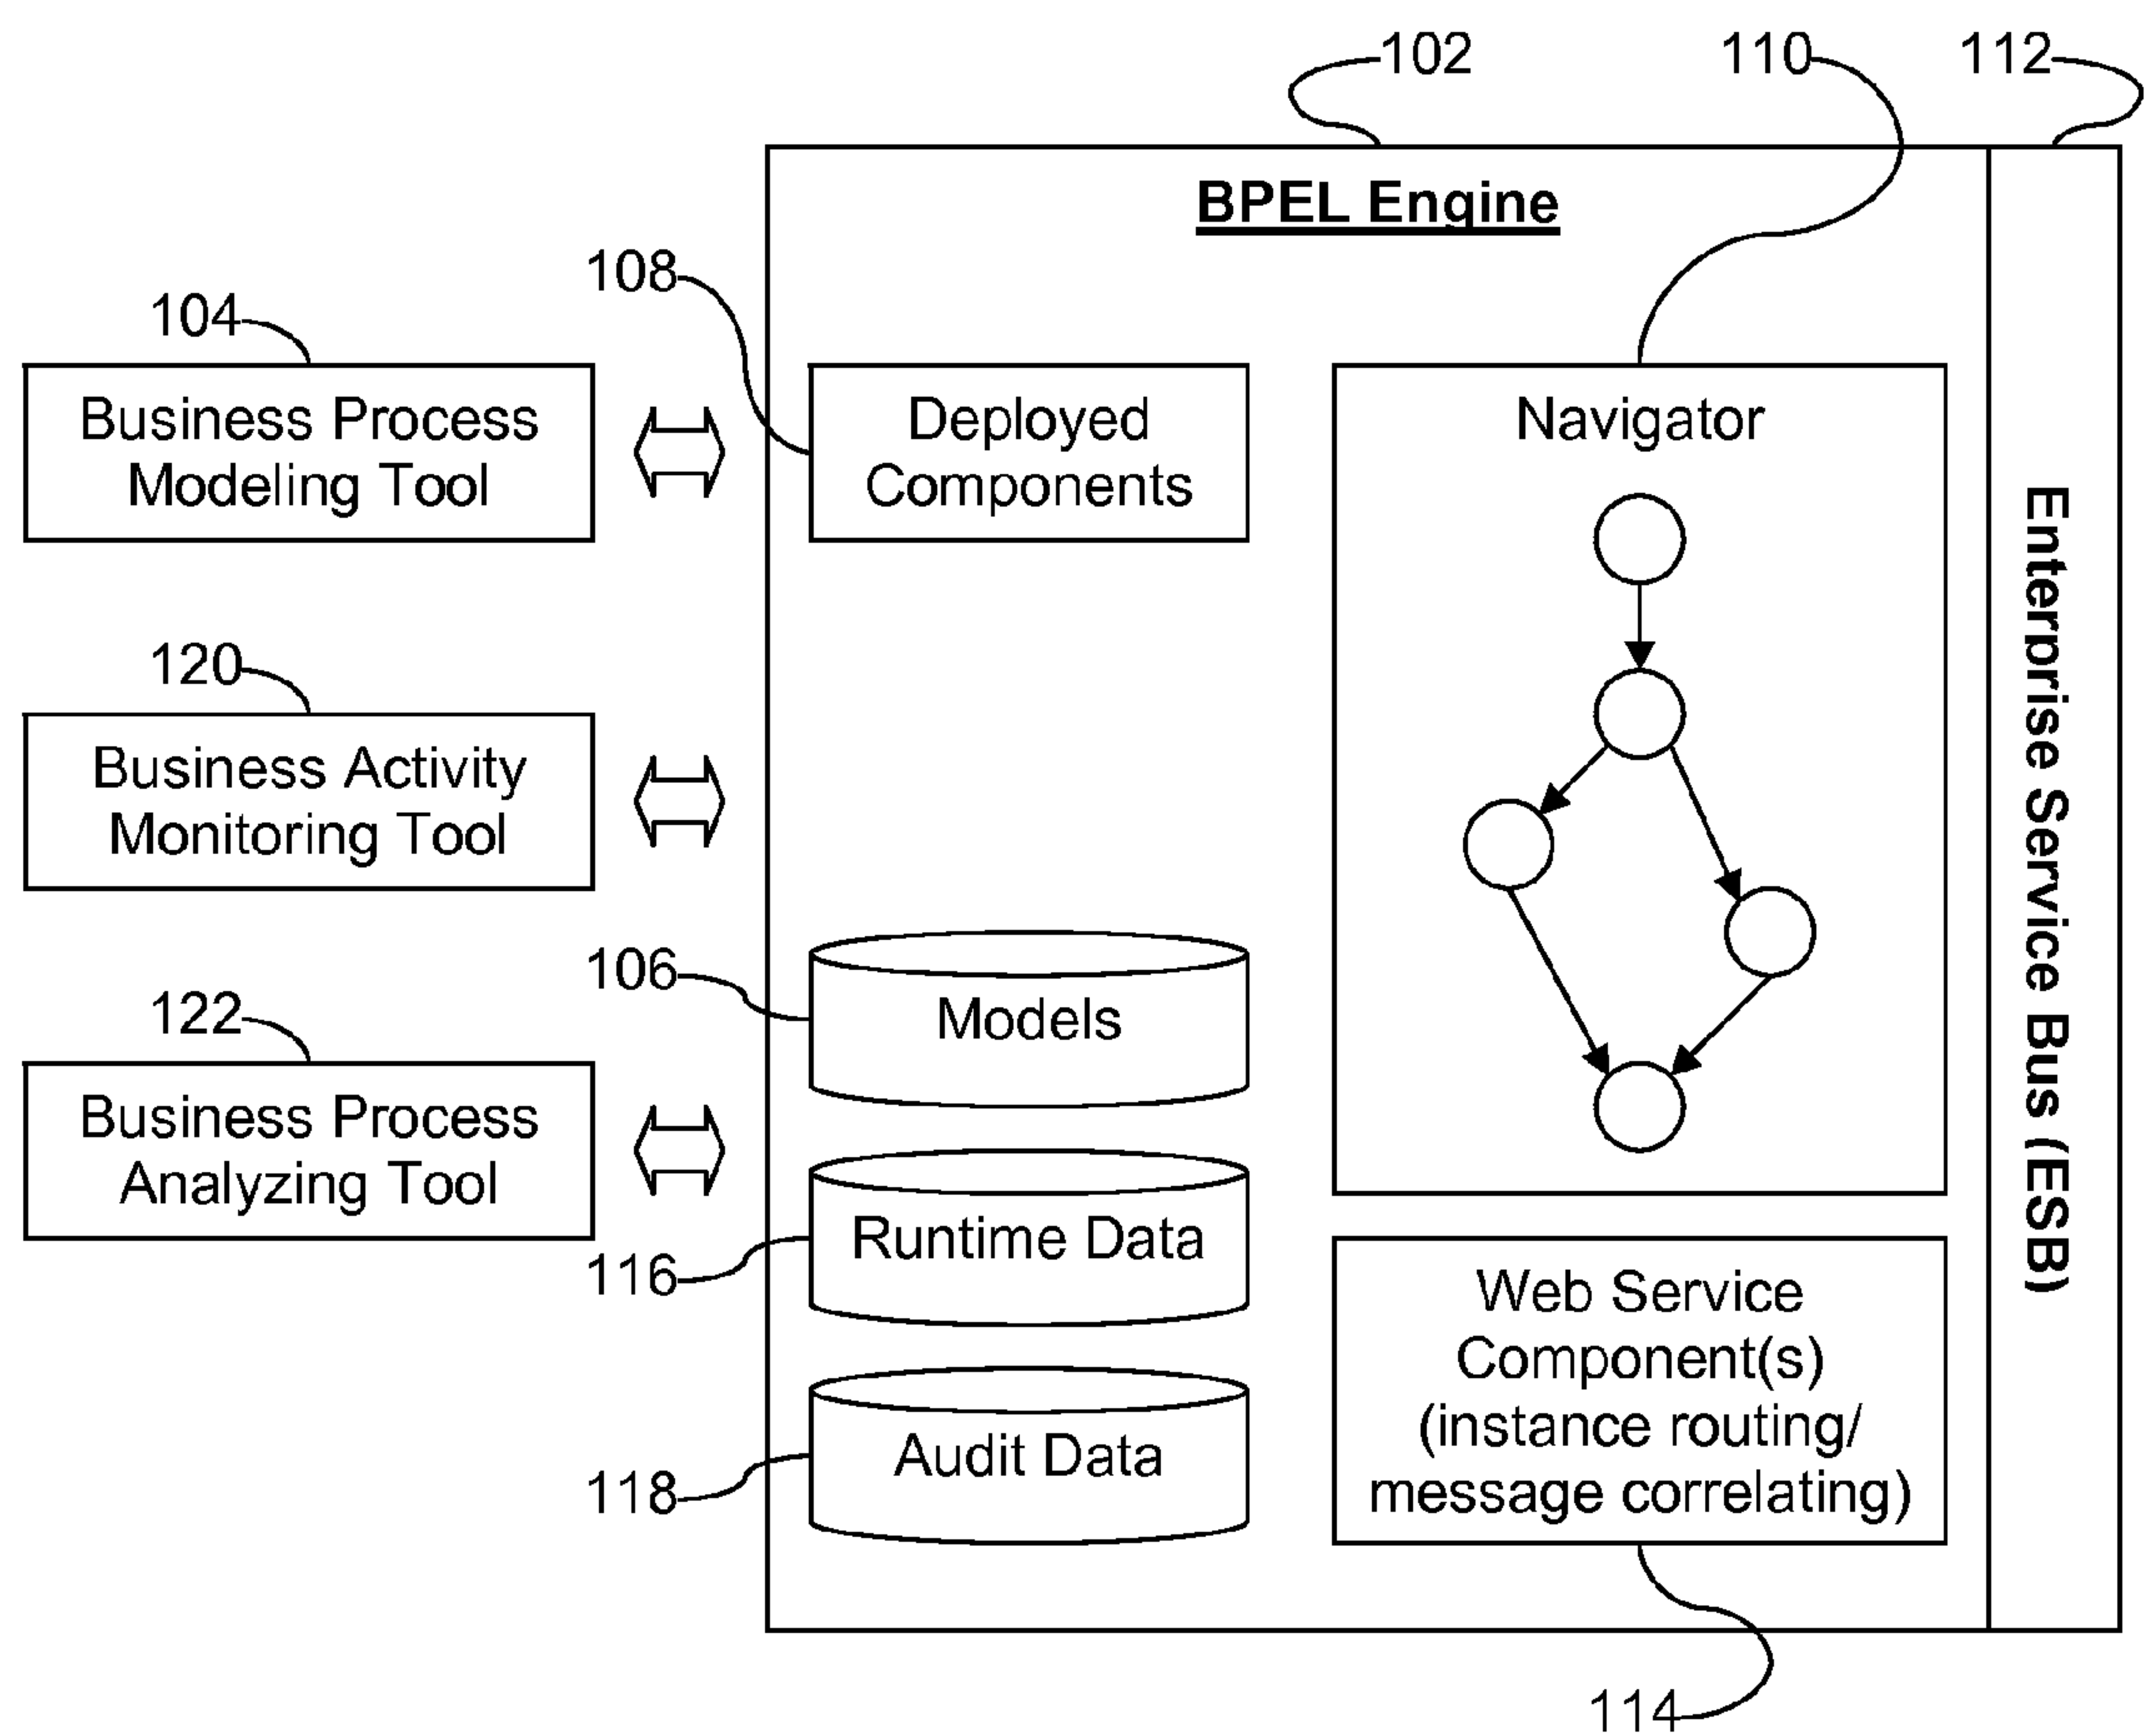 102
110
112
BPEL Engine
108
104
Business Process
Modeling Tool
Deployed
Components
Navigator
120
Business Activity
Monitoring Tool
106
Models
122
Business Process
Analyzing Tool
116
Runtime Data
118
Audit Data
Web Service
Component(s)
(instance routing/
message correlating)
114
Enterprise Service Bus (ESB)